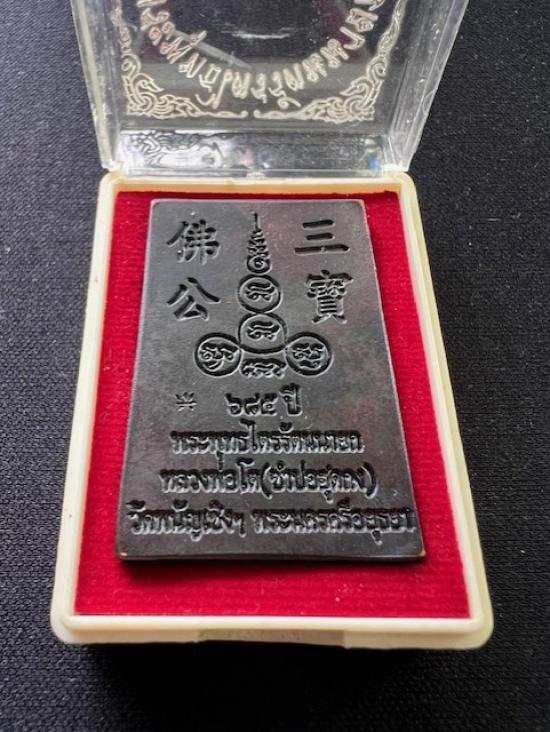 三寶
佛公
๖๘๕ ปี
พระพุทธไตรรัตนนายก
หลวงพ่อโต(ซำปอฮุดกง)
วัดพนัญเชิงฯ พระนครศรีอยุธยา